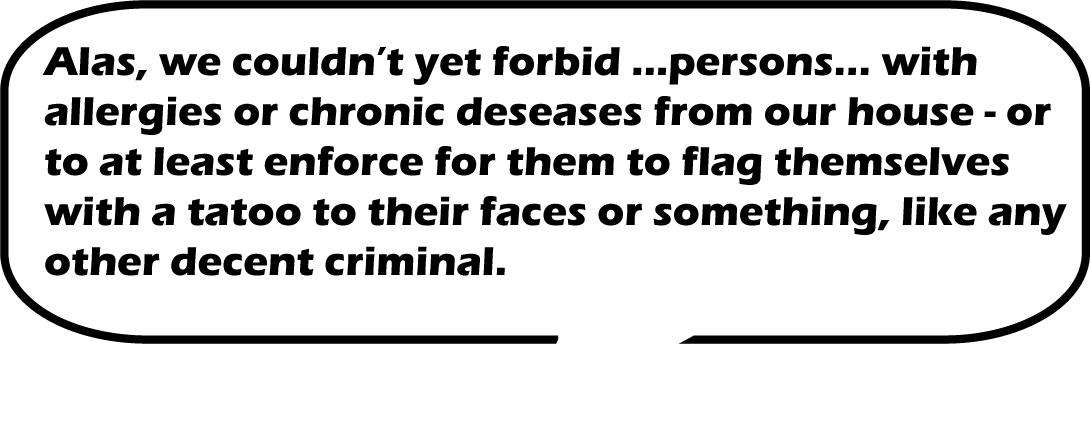 Alas, we couldn’t yet forbid ...persons... with
allergies or chronic deseases from our house - or
to at least enforce for them to flag themselves
with a tatoo to their faces or something, like any
other decent criminal.